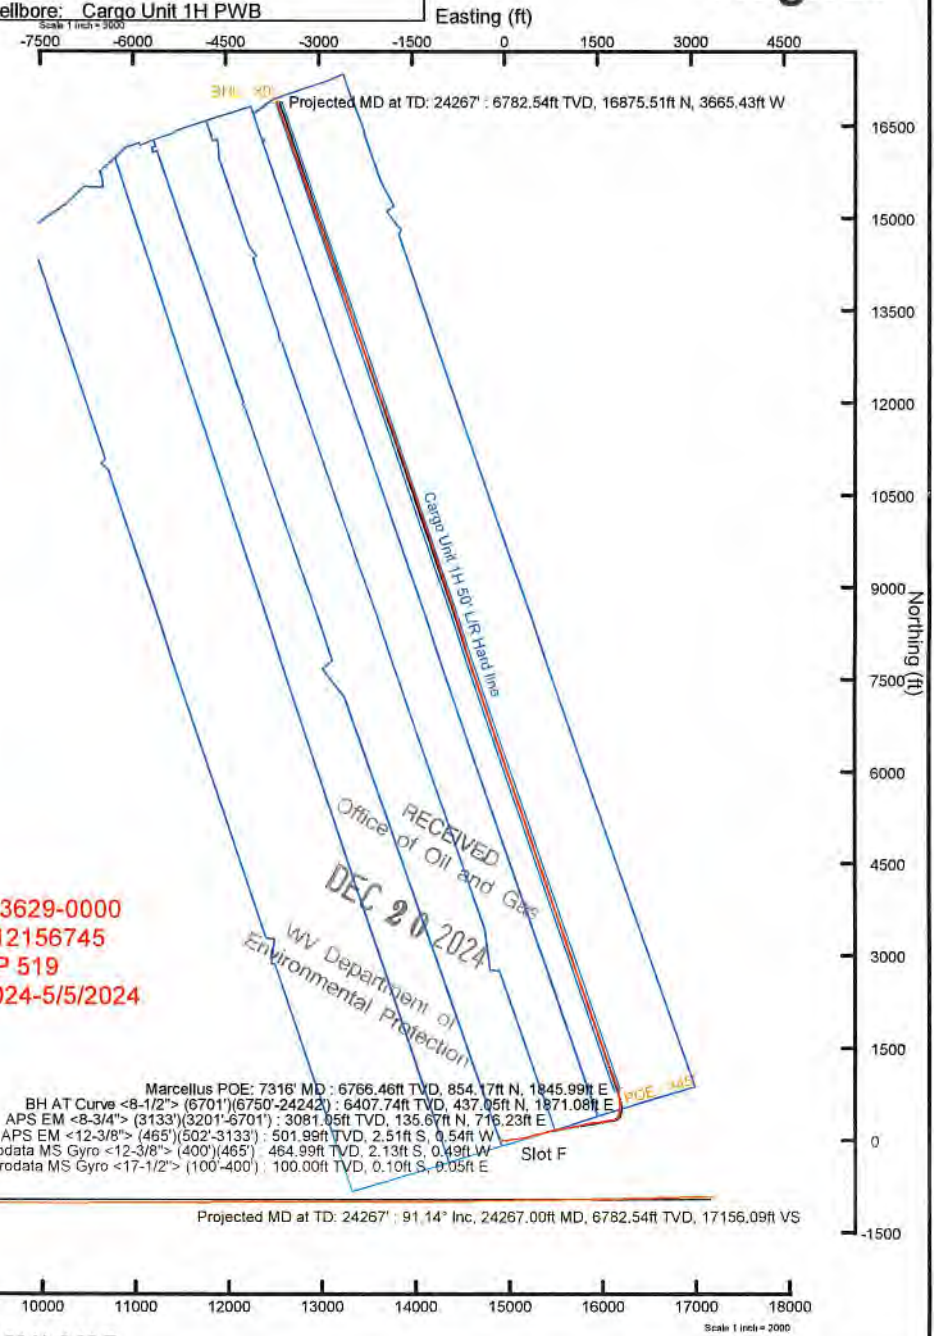 ellbore: Cargo Unit 1H PWB
Scale 1 inch = 3000
Easting (ft)
-7500 -6000 -4500 -3000 -1500 0 1500 3000 4500
Projected MD at TD: 24267' : 6782.54ft TVD, 16875.51ft N, 3665.43ft W
16500
15000
13500
12000
10500
9000
7500
6000
4500
3000
1500
0
-1500
Northing (ft)
Cargo Unit 1H 50' L/R Hard line
RECEIVED
Office of Oil and Gas
DEC 20 2024
WV Department of
Environmental Protection
3629-0000
12156745
P 519
024-5/5/2024
POE 345'
Marcellus POE: 7316' MD : 6766.46ft TVD, 854.17ft N, 1845.99ft E
BH AT Curve <8-1/2"> (6701')(6750'-24242') : 6407.74ft TVD, 437.05ft N, 1871.08ft E
APS EM <8-3/4"> (3133')(3201'-6701') : 3081.05ft TVD, 135.67ft N, 716.23ft E
APS EM <12-3/8"> (465')(502'-3133') : 501.99ft TVD, 2.51ft S, 0.54ft W
odata MS Gyro <12-3/8"> (400')(465') : 464.99ft TVD, 2.13ft S, 0.49ft W
rodata MS Gyro <17-1/2"> (100'-400') : 100.00ft TVD, 0.10ft S, 0.05ft E
Slot F
Projected MD at TD: 24267' : 91.14° Inc, 24267.00ft MD, 6782.54ft TVD, 17156.09ft VS
10000 11000 12000 13000 14000 15000 16000 17000 18000
Scale 1 inch = 2000